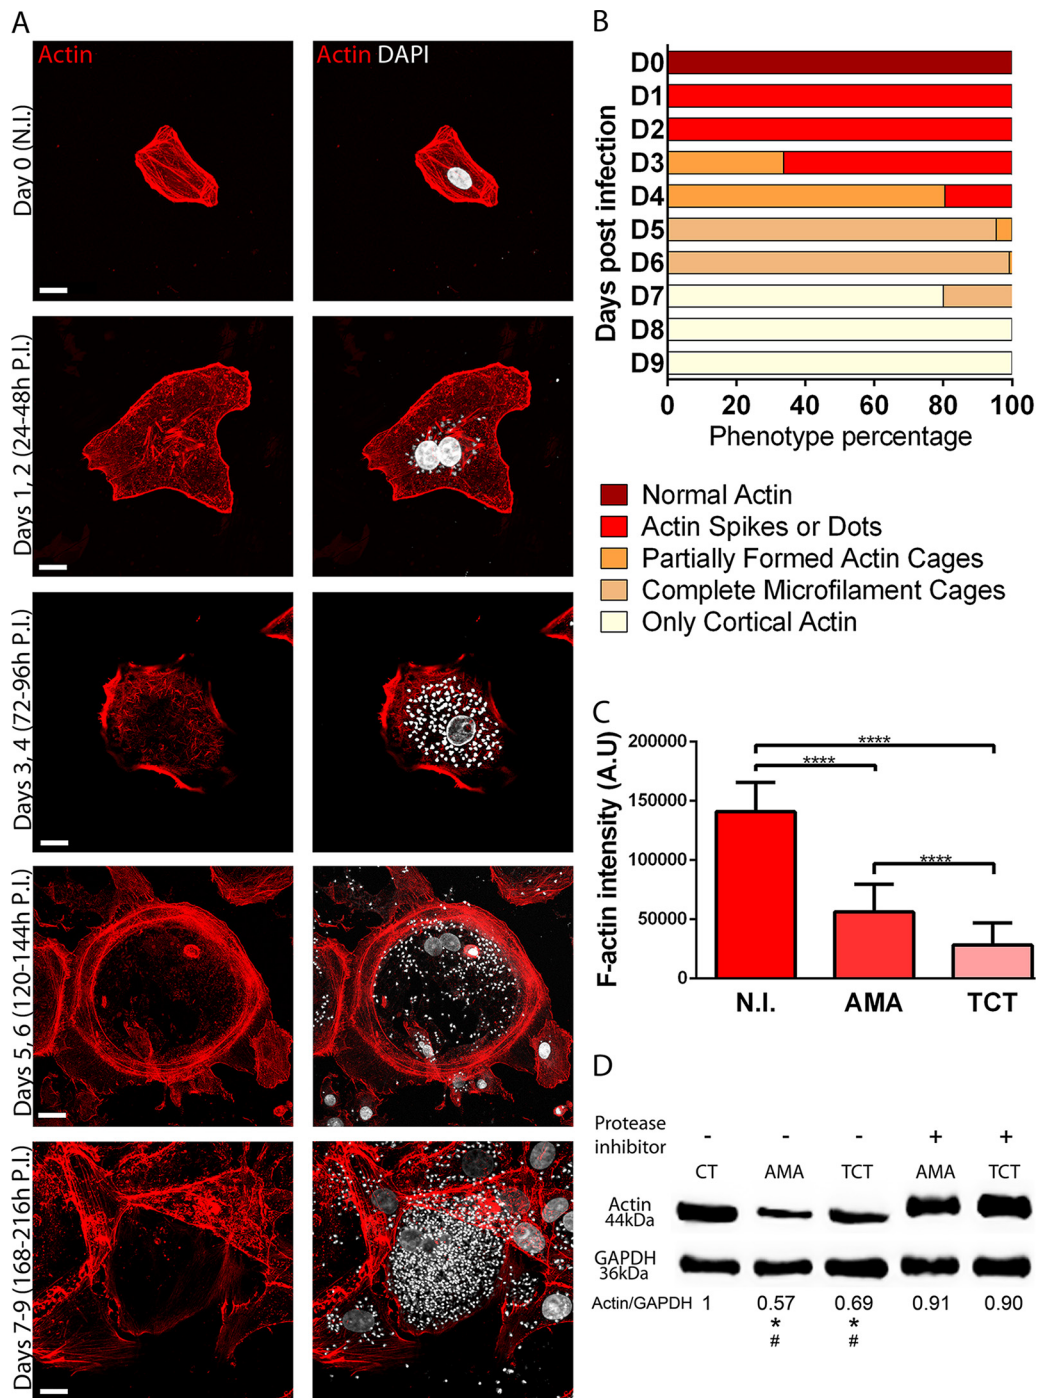 A
Actin
Actin DAPI
Day 0 (N.I.)
Days 1, 2 (24-48h P.I.)
Days 3, 4 (72-96h P.I.)
Days 5, 6 (120-144h P.I.)
Days 7-9 (168-216h P.I.)
B
Days post infection
D0
D1
D2
D3
D4
D5
D6
D7
D8
D9
0 20 40 60 80 100
Phenotype percentage
Normal Actin
Actin Spikes or Dots
Partially Formed Actin Cages
Complete Microfilament Cages
Only Cortical Actin
C
F-actin intensity (A.U)
200000
150000
100000
50000
0
****
****
****
N.I. AMA TCT
D
Protease
inhibitor
- - - + +
CT AMA TCT AMA TCT
Actin
44kDa
GAPDH
36kDa
Actin/GAPDH 1 0.57 0.69 0.91 0.90
* *
# #